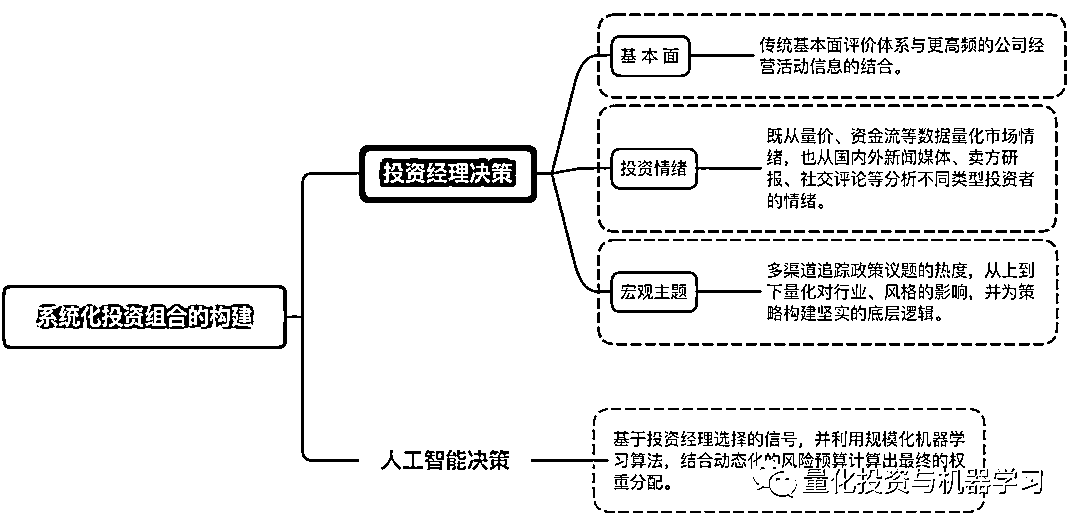 系统化投资组合的构建
投资经理决策
基本面
传统基本面评价体系与更高频的公司经
营活动信息的结合。
投资情绪
既从量价、资金流等数据量化市场情
绪，也从国内外新闻媒体、卖方研
报、社交评论等分析不同类型投资者
的情绪。
宏观主题
多渠道追踪政策议题的热度，从上到
下量化对行业、风格的影响，并为策
略构建坚实的底层逻辑。
人工智能决策
基于投资经理选择的信号，并利用规模化机器学
习算法，结合动态化的风险预算计算出最终的权
重分配。
量化投资与机器学习